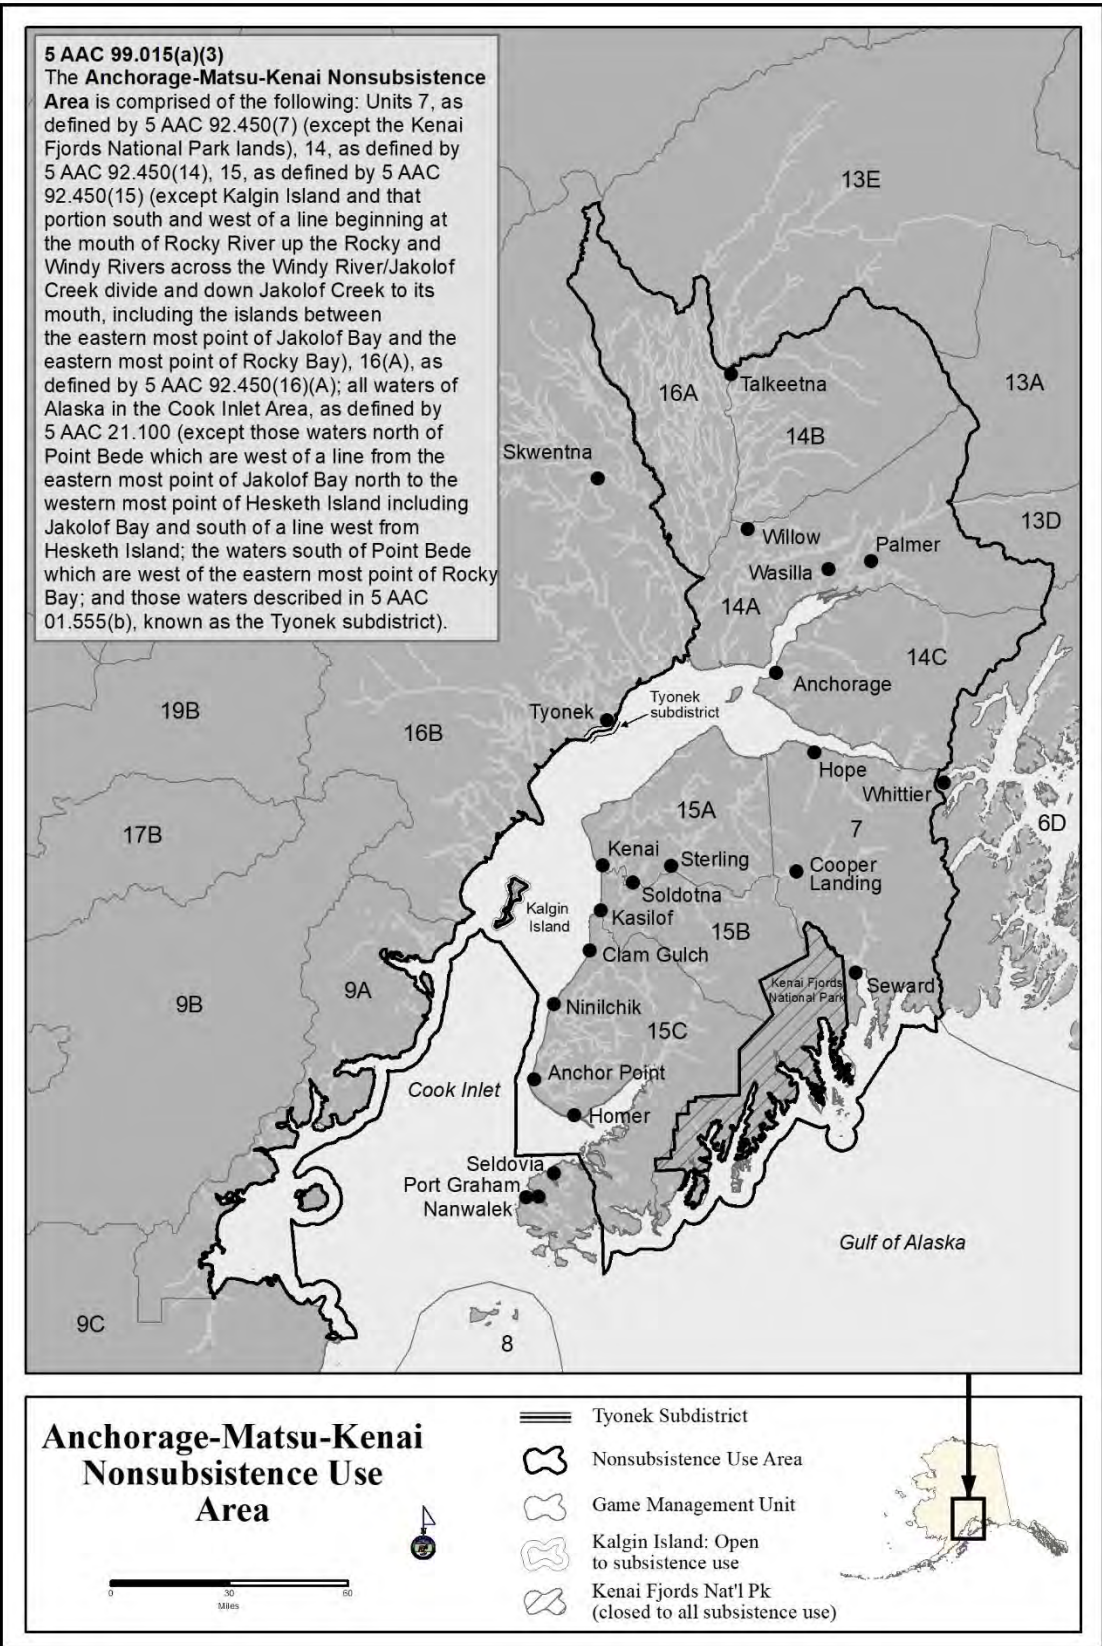 5 AAC 99.015(a)(3)
The Anchorage-Matsu-Kenai Nonsubsistence
Area is comprised of the following: Units 7, as
defined by 5 AAC 92.450(7) (except the Kenai
Fjords National Park lands), 14, as defined by
5 AAC 92.450(14), 15, as defined by 5 AAC
92.450(15) (except Kalgin Island and that
portion south and west of a line beginning at
the mouth of Rocky River up the Rocky and
Windy Rivers across the Windy River/Jakolof
Creek divide and down Jakolof Creek to its
mouth, including the islands between
the eastern most point of Jakolof Bay and the
eastern most point of Rocky Bay), 16(A), as
defined by 5 AAC 92.450(16)(A); all waters of
Alaska in the Cook Inlet Area, as defined by
5 AAC 21.100 (except those waters north of
Point Bede which are west of a line from the
eastern most point of Jakolof Bay north to the
western most point of Hesketh Island including
Jakolof Bay and south of a line west from
Hesketh Island; the waters south of Point Bede
which are west of the eastern most point of Rocky
Bay; and those waters described in 5 AAC
01.555(b), known as the Tyonek subdistrict).
13E
16A
Talkeetna
13A
14B
Skwentna
13D
Willow
Palmer
Wasilla
14A
14C
Anchorage
19B
Tyonek
Tyonek
subdistrict
16B
Hope
Whittier
17B
15A
7
6D
Kenai
Sterling
Cooper
Landing
Soldotna
Kalgin
Island
Kasilof
15B
Clam Gulch
9A
9B
Kenai Fjords
National Park
Seward
Ninilchik
15C
Anchor Point
Cook Inlet
Homer
Seldovia
Port Graham
Nanwalek
Gulf of Alaska
9C
8
Anchorage-Matsu-Kenai
Nonsubsistence Use
Area
N
0 30 60
Miles
Tyonek Subdistrict
Nonsubsistence Use Area
Game Management Unit
Kalgin Island: Open
to subsistence use
Kenai Fjords Nat'l Pk
(closed to all subsistence use)